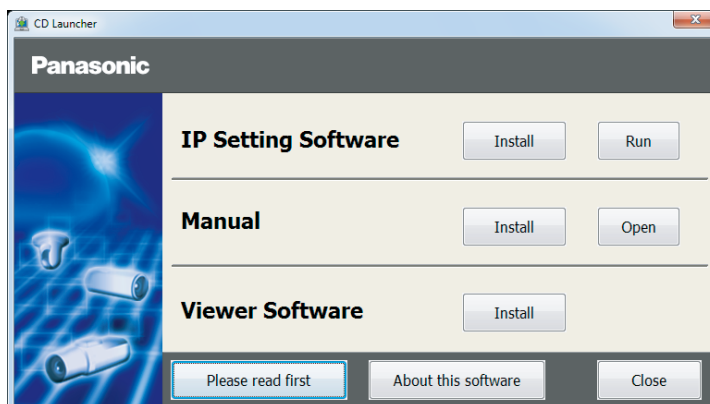 CD Launcher
Panasonic
IP Setting Software Install Run
Manual Install Open
Viewer Software Install
Please read first About this software Close